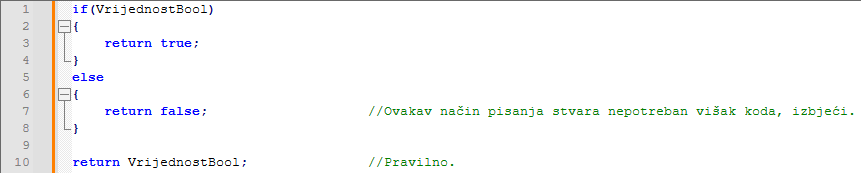 1 if(VrijednostBool)
2 {
3 return true;
4 }
5 else
6 {
7 return false; //Ovakav način pisanja stvara nepotreban višak koda, izbjeći.
8 }
9
10 return VrijednostBool; //Pravilno.